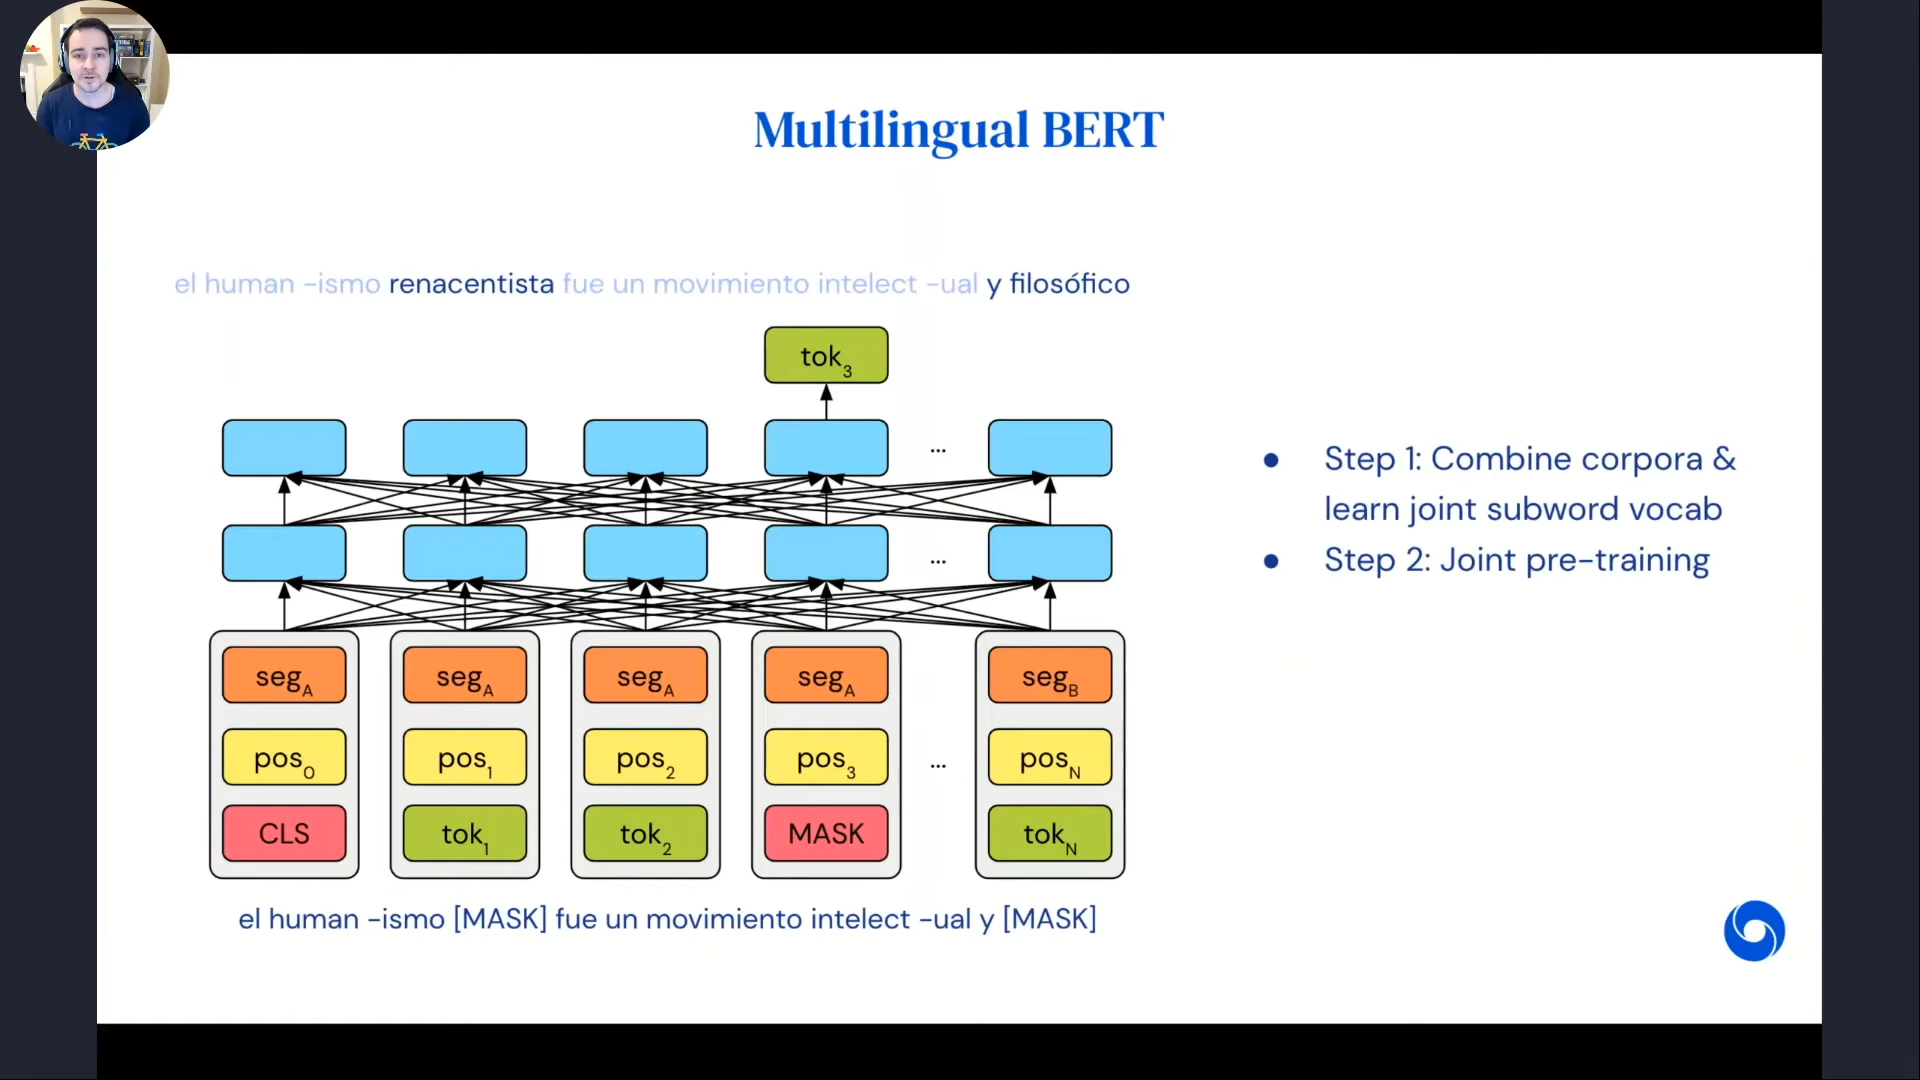 Multilingual BERT
el human -ismo renacentista fue un movimiento intelect -ual y filosófico
tok3
...
Step 1: Combine corpora &
learn joint subword vocab
...
Step 2: Joint pre-training
segA segA segA segA segB
pos0 pos1 pos2 pos3 ... posN
CLS tok1 tok2 MASK tokN
el human -ismo [MASK] fue un movimiento intelect -ual y [MASK]